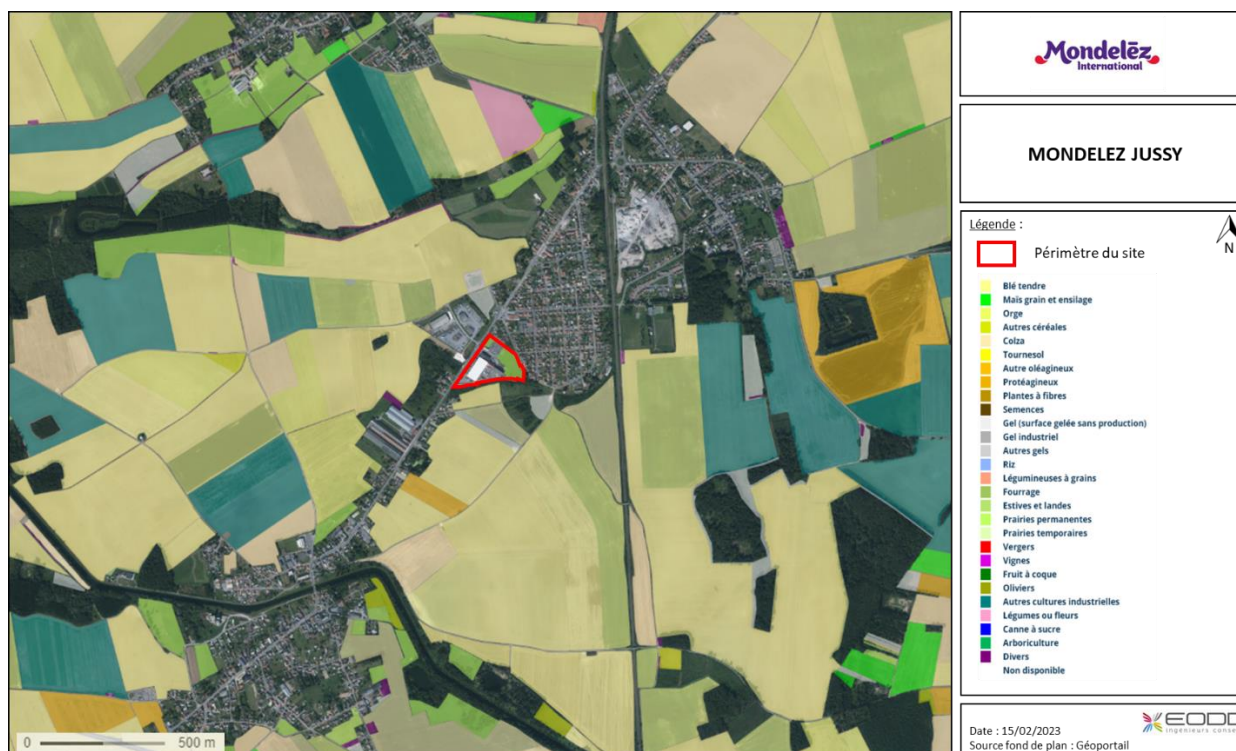 Mondelēz
International
MONDELEZ JUSSY
Légende :
N
Périmètre du site
Blé tendre
Maïs grain et ensilage
Orge
Autres céréales
Colza
Tournesol
Autre oléagineux
Protéagineux
Plantes à fibres
Semences
Gel (surface gelée sans production)
Gel industriel
Autres gels
Riz
Légumineuses à grains
Fourrage
Estives et landes
Prairies permanentes
Prairies temporaires
Vergers
Vignes
Fruit à coque
Oliviers
Autres cultures industrielles
Légumes ou fleurs
Canne à sucre
Arboriculture
Divers
Non disponible
0 500 m
Date : 15/02/2023
Source fond de plan : Géoportail
EODD
ingénieurs conse